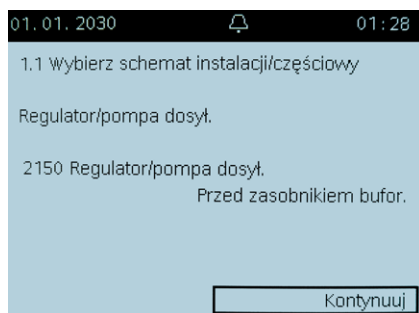 01.01.2030 01:28
1.1 Wybierz schemat instalacji/częściowy
Regulator/pompa dosył.
2150 Regulator/pompa dosył.
Przed zasobnikiem bufor.
Kontynuuj